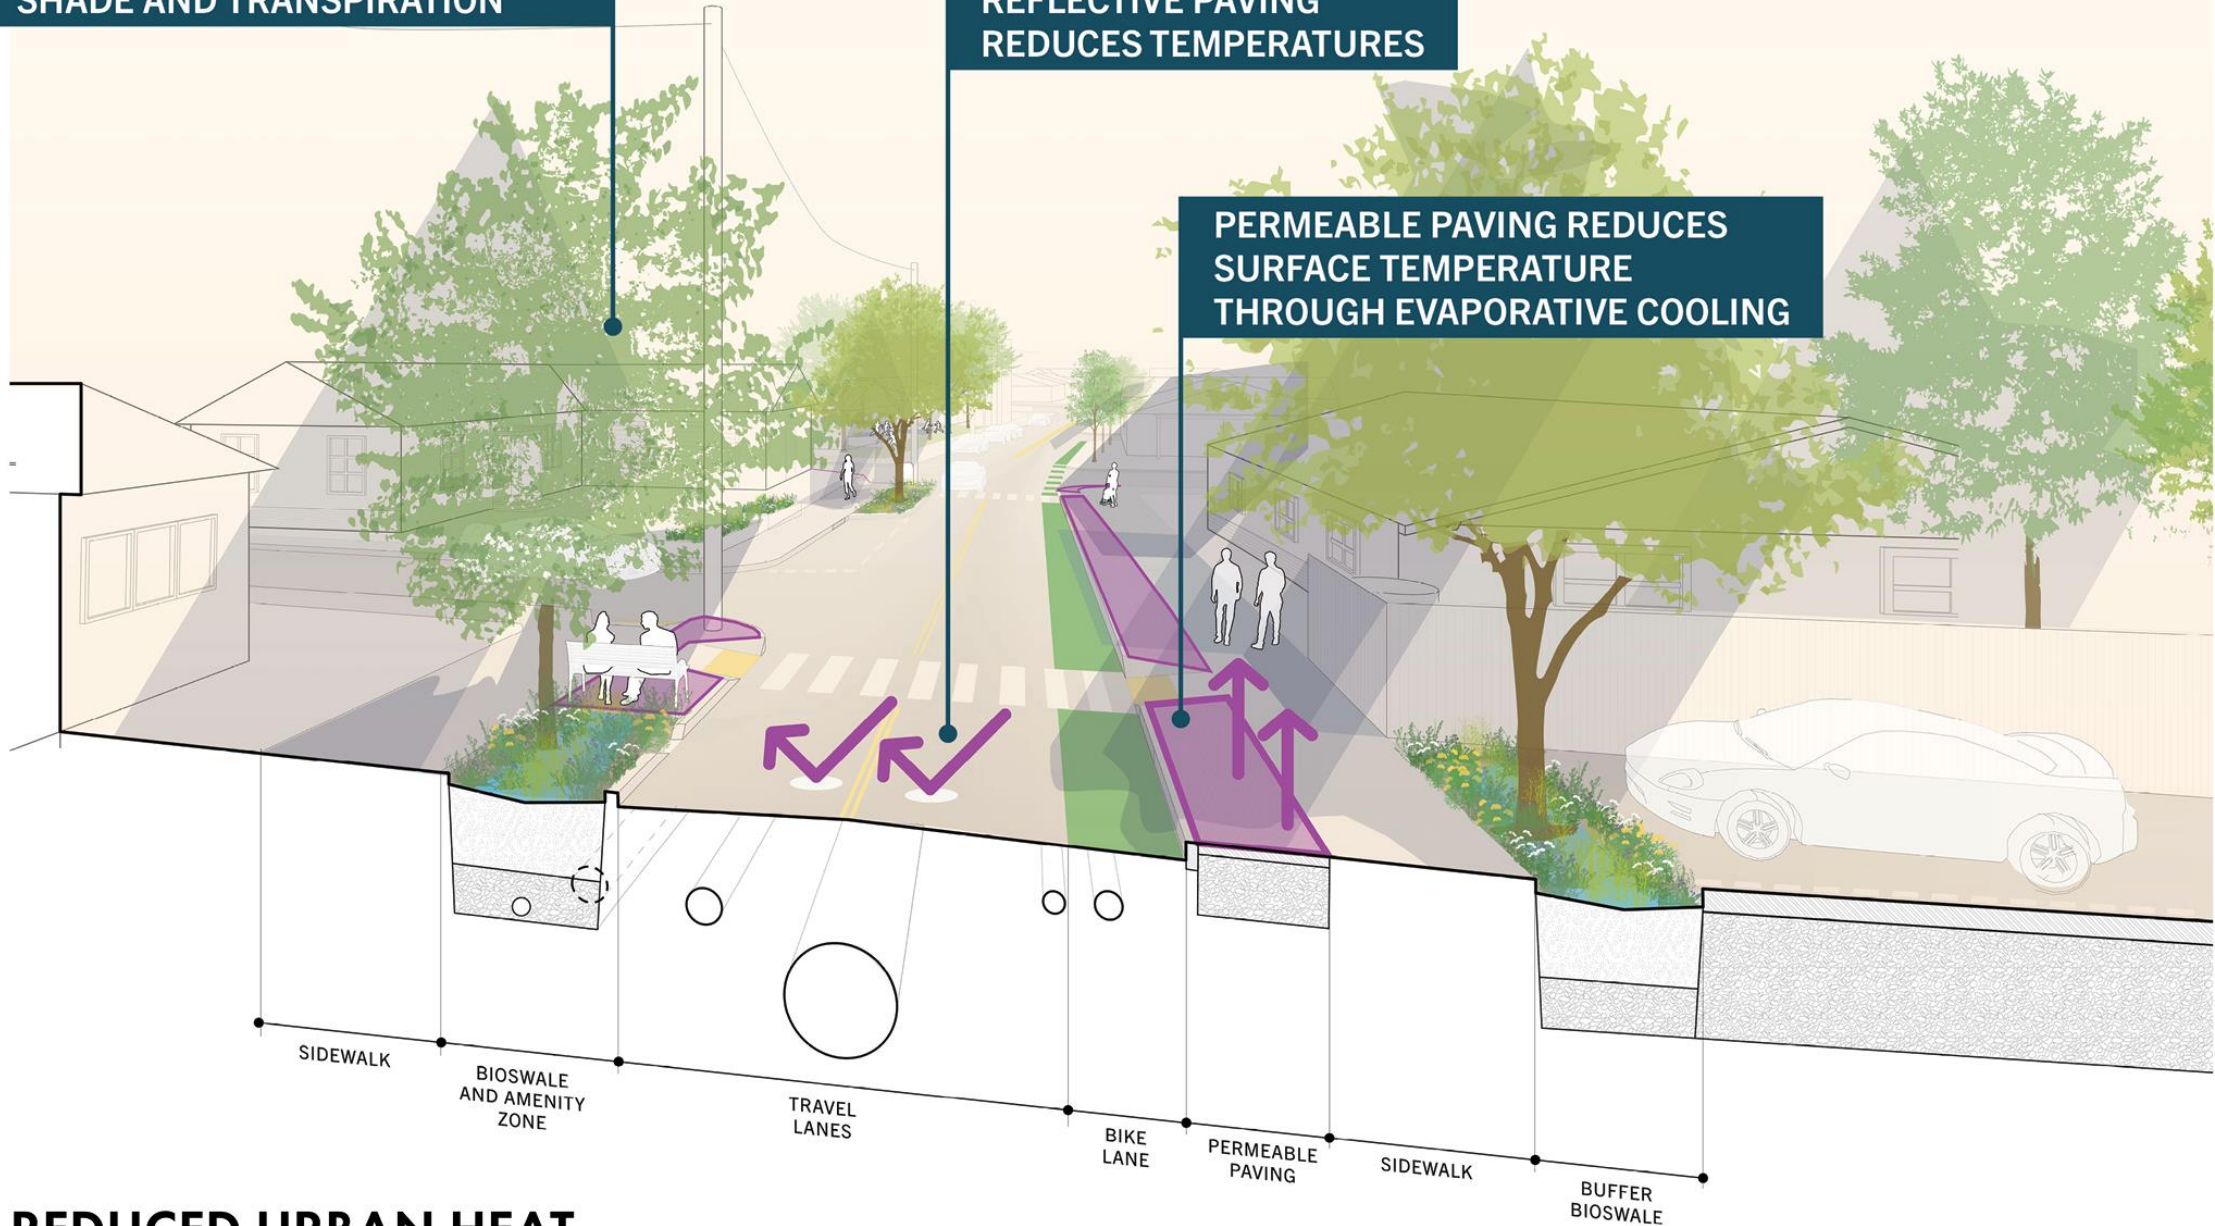 SHADE AND TRANSPIRATION
REFLECTIVE PAVING
REDUCES TEMPERATURES
PERMEABLE PAVING REDUCES
SURFACE TEMPERATURE
THROUGH EVAPORATIVE COOLING
SIDEWALK
BIOSWALE
AND AMENITY
ZONE
TRAVEL
LANES
BIKE
LANE
PERMEABLE
PAVING
SIDEWALK
BUFFER
BIOSWALE
REDUCED URBAN HEAT